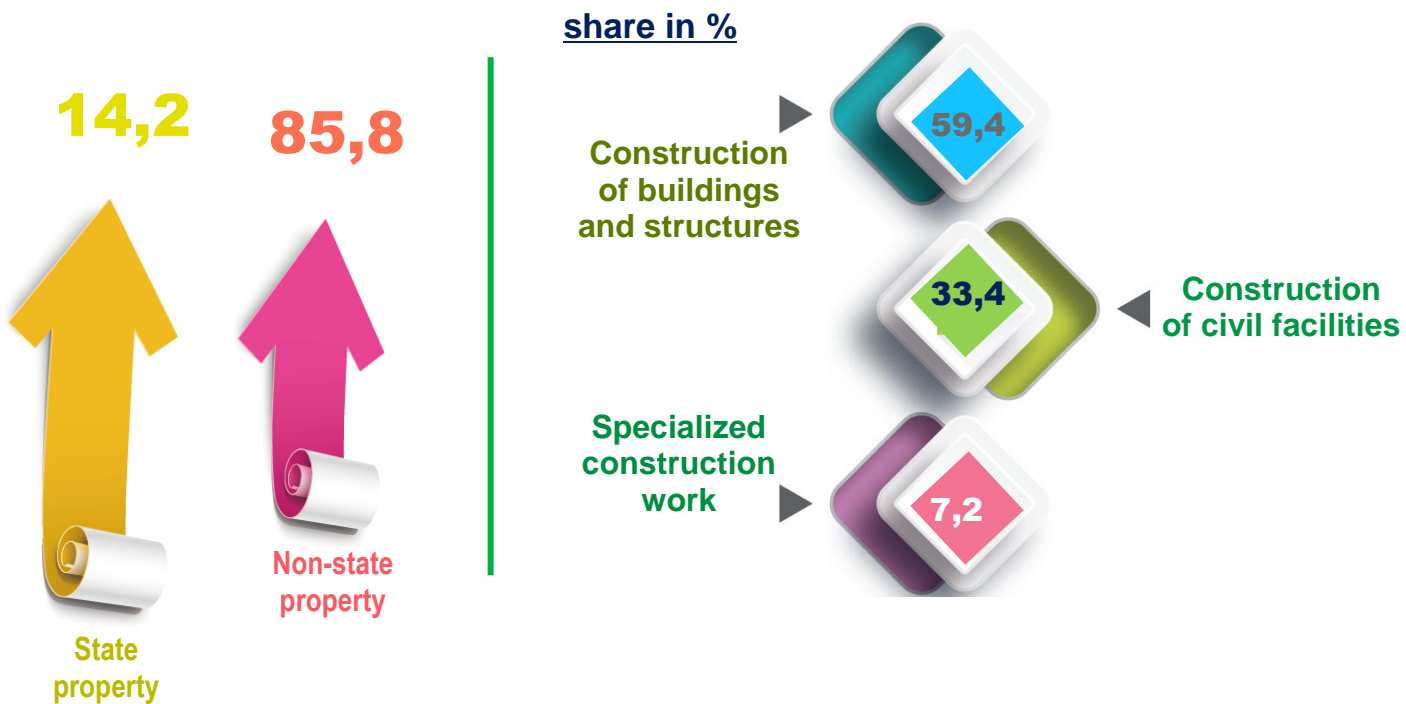 share in %
14,2
85,8
State
property
Non-state
property
59,4
Construction
of buildings
and structures
33,4
Construction
of civil facilities
Specialized
construction
work
7,2